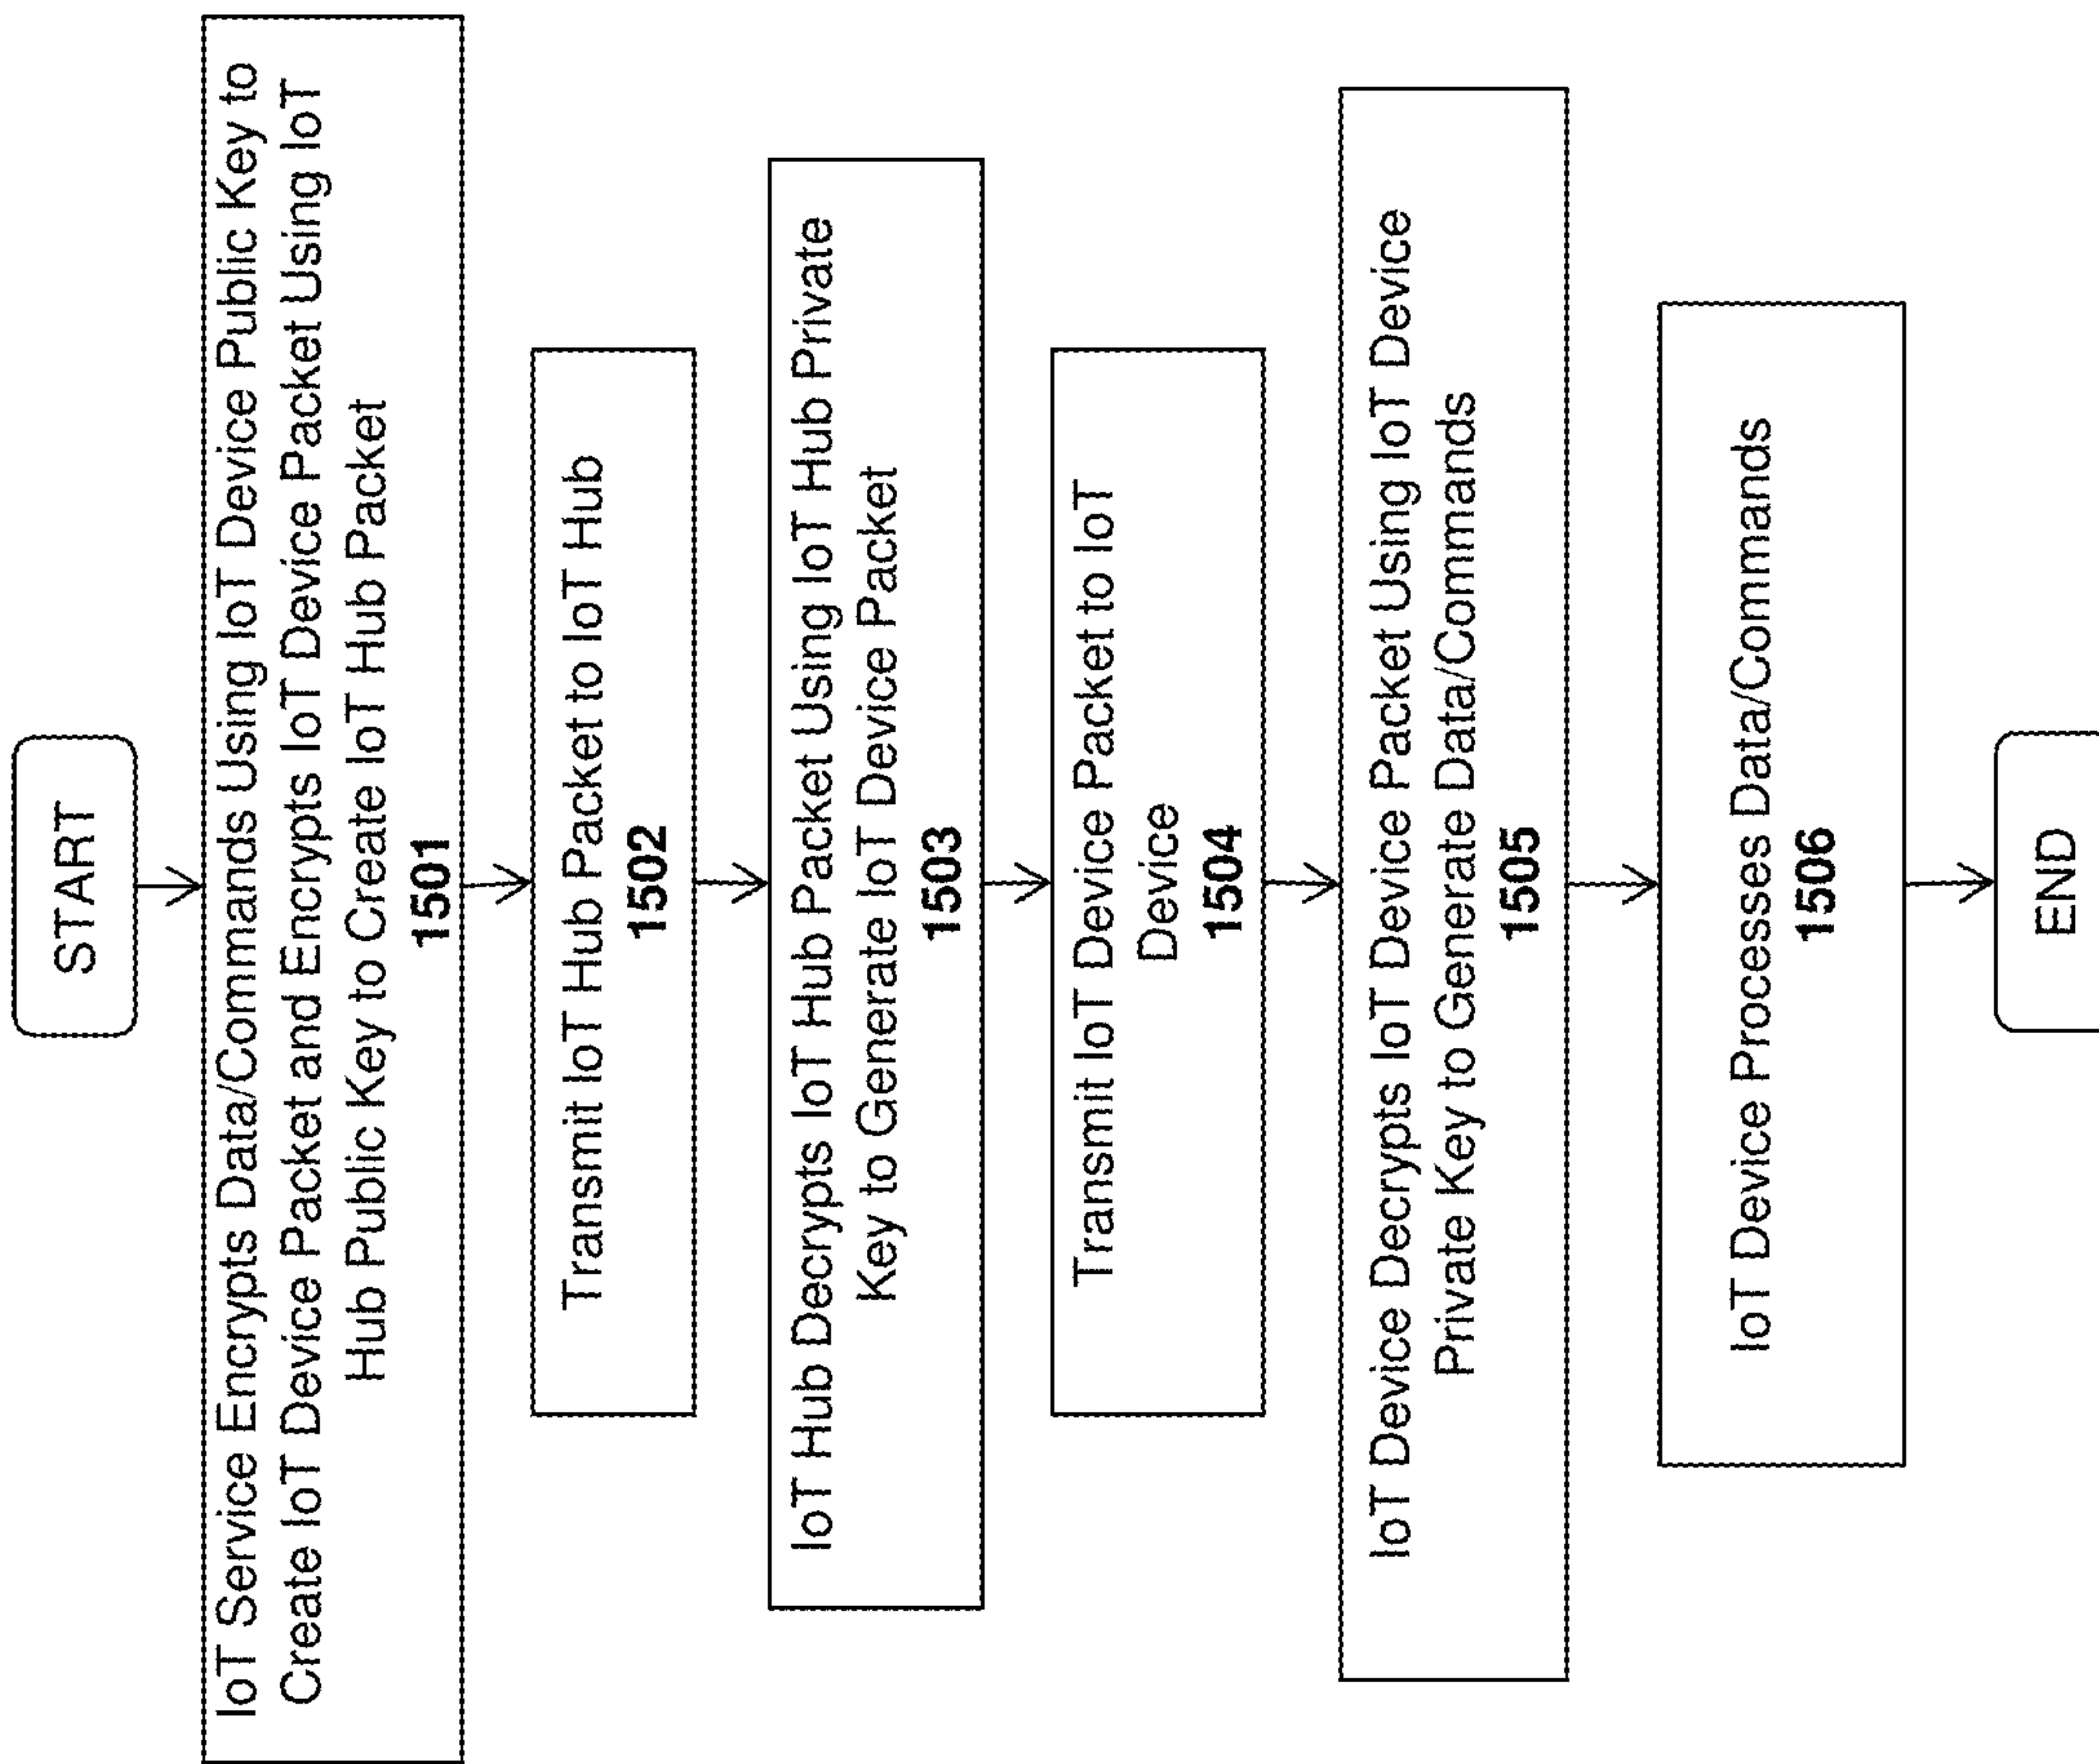 START
IoT Service Encrypts Data/Commands Using IoT Device Public Key to
Create IoT Device Packet and Encrypts IoT Device Packet Using IoT
Hub Public Key to Create IoT Hub Packet
1501
Transmit IoT Hub Packet to IoT Hub
1502
IoT Hub Decrypts IoT Hub Packet Using IoT Hub Private
Key to Generate IoT Device Packet
1503
Transmit IoT Device Packet to IoT
Device
1504
IoT Device Decrypts IoT Device Packet Using IoT Device
Private Key to Generate Data/Commands
1505
IoT Device Processes Data/Commands
1506
END